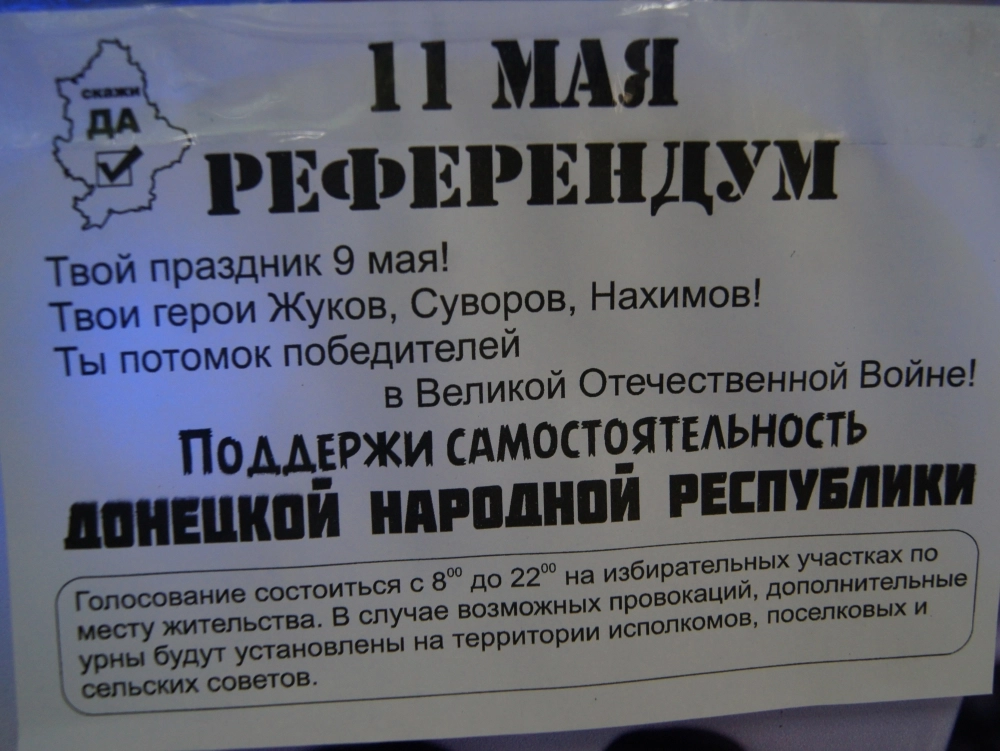 скажи
ДА
11 МАЯ
РЕФЕРЕНДУМ
Твой праздник 9 мая!
Твои герои Жуков, Суворов, Нахимов!
Ты потомок победителей
в Великой Отечественной Войне!
ПОДДЕРЖИ САМОСТОЯТЕЛЬНОСТЬ
ДОНЕЦКОЙ НАРОДНОЙ РЕСПУБЛИКИ
Голосование состоиться с 8⁰⁰ до 22⁰⁰ на избирательных участках по
месту жительства. В случае возможных провокаций, дополнительные
урны будут установлены на территории исполкомов, поселковых и
сельских советов.